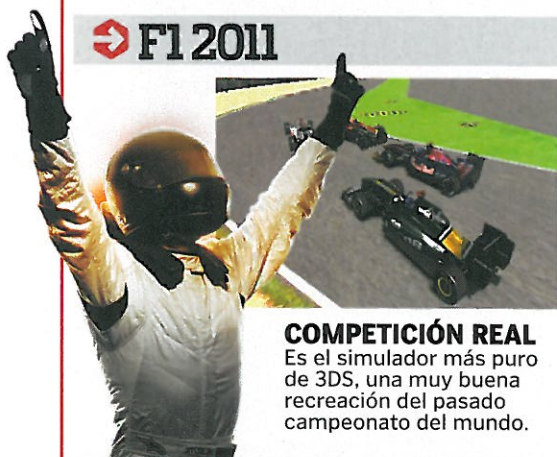 F1 2011
COMPETICIÓN REAL
Es el simulador más puro
de 3DS, una muy buena
recreación del pasado
campeonato del mundo.